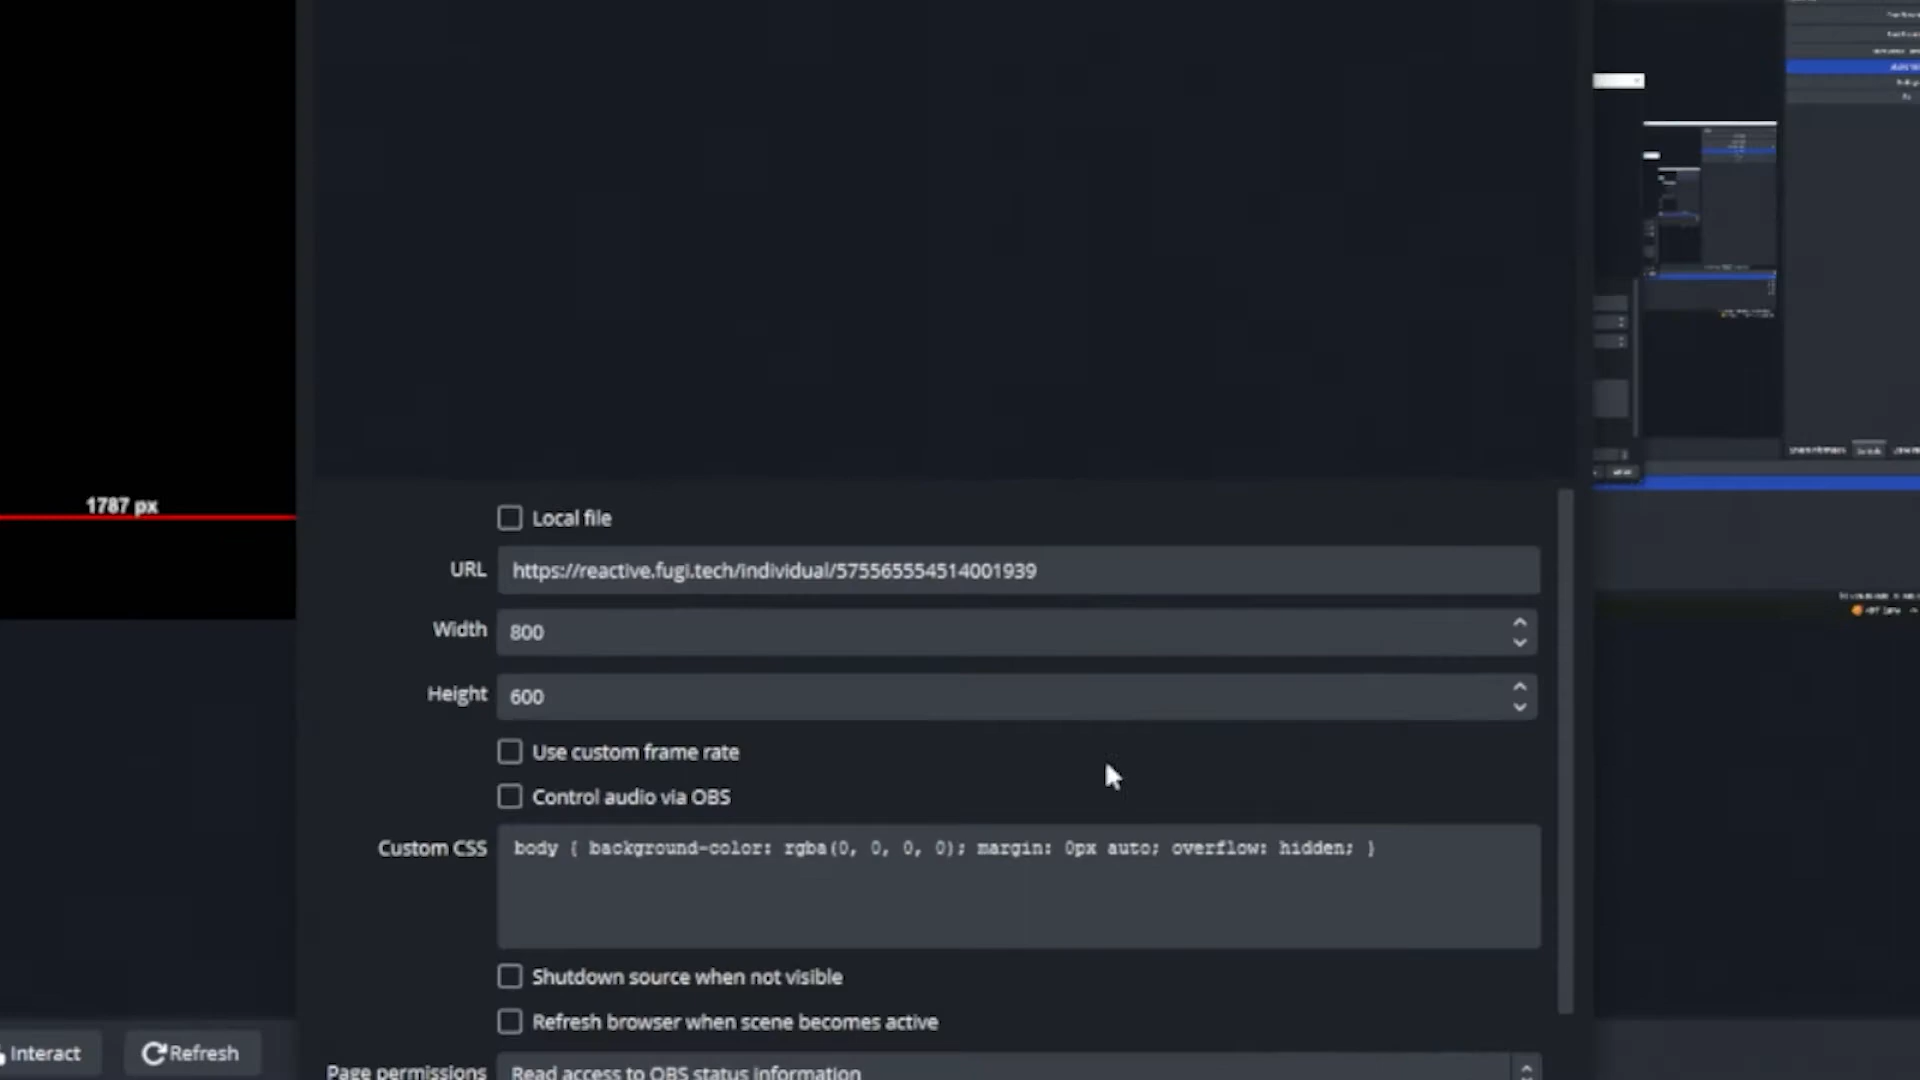 1787 px
Local file
URL https://reactive.fugi.tech/individual/575565554514001939
Width 800
Height 600
Use custom frame rate
Control audio via OBS
Custom CSS body { background-color: rgba(0, 0, 0, 0); margin: 0px auto; overflow: hidden; }
Shutdown source when not visible
Refresh browser when scene becomes active
Interact Refresh
Page permissions Read access to OBS status information